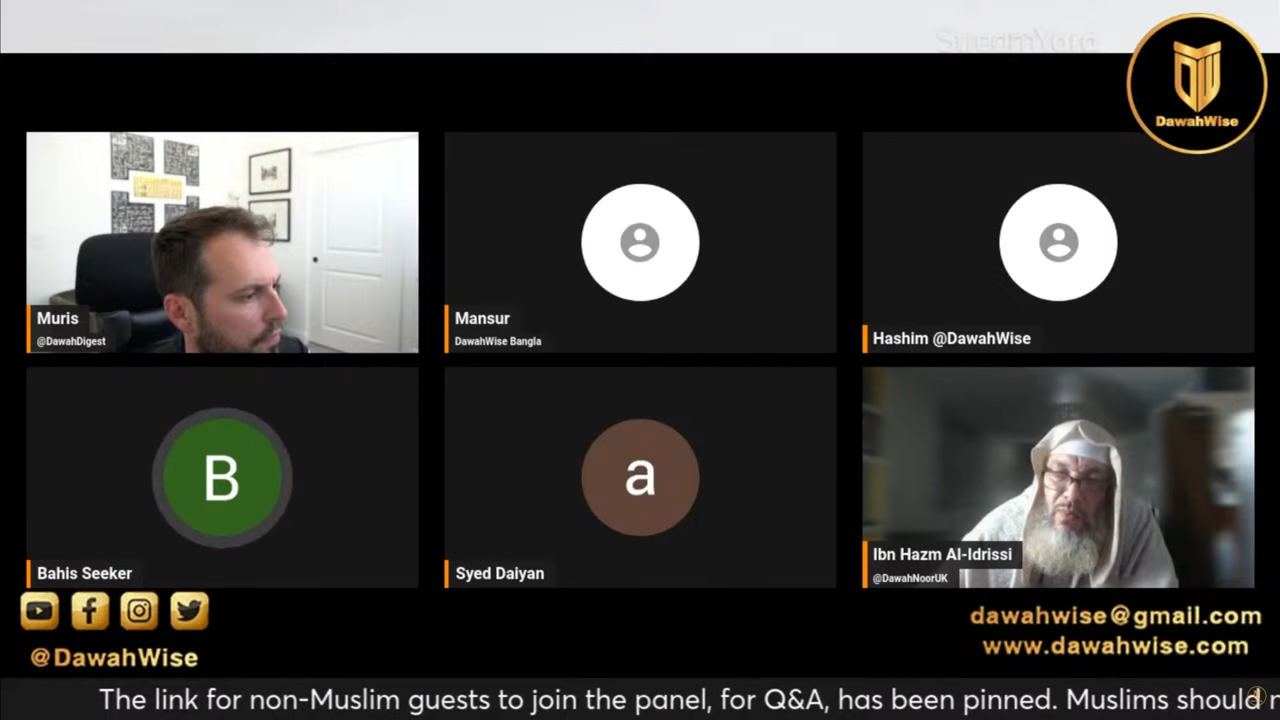 StreamYard
DawahWise
Muris
@DawahDigest
Mansur
DawahWise Bangla
Hashim @DawahWise
B
Bahis Seeker
a
Syed Daiyan
Ibn Hazm Al-Idrissi
@DawahNoorUK
@DawahWise
dawahwise@gmail.com
www.dawahwise.com
The link for non-Muslim guests to join the panel, for Q&A, has been pinned. Muslims should